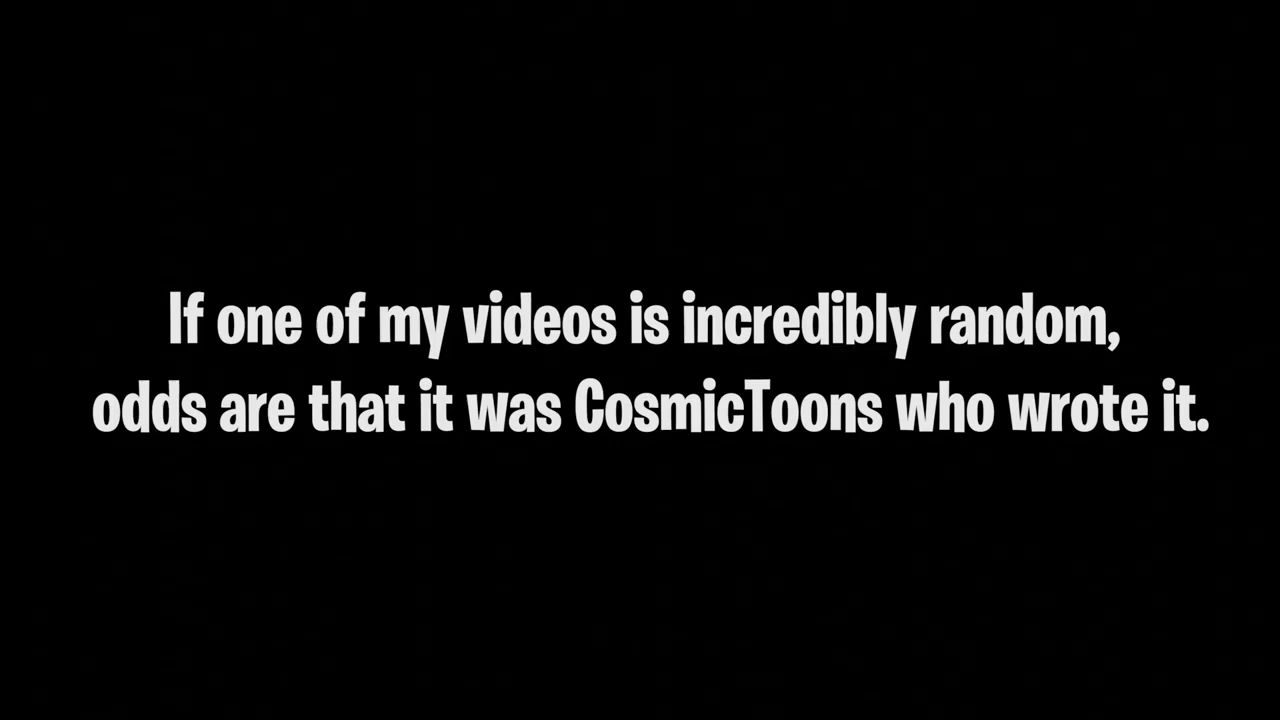 If one of my videos is incredibly random,
odds are that it was CosmicToons who wrote it.